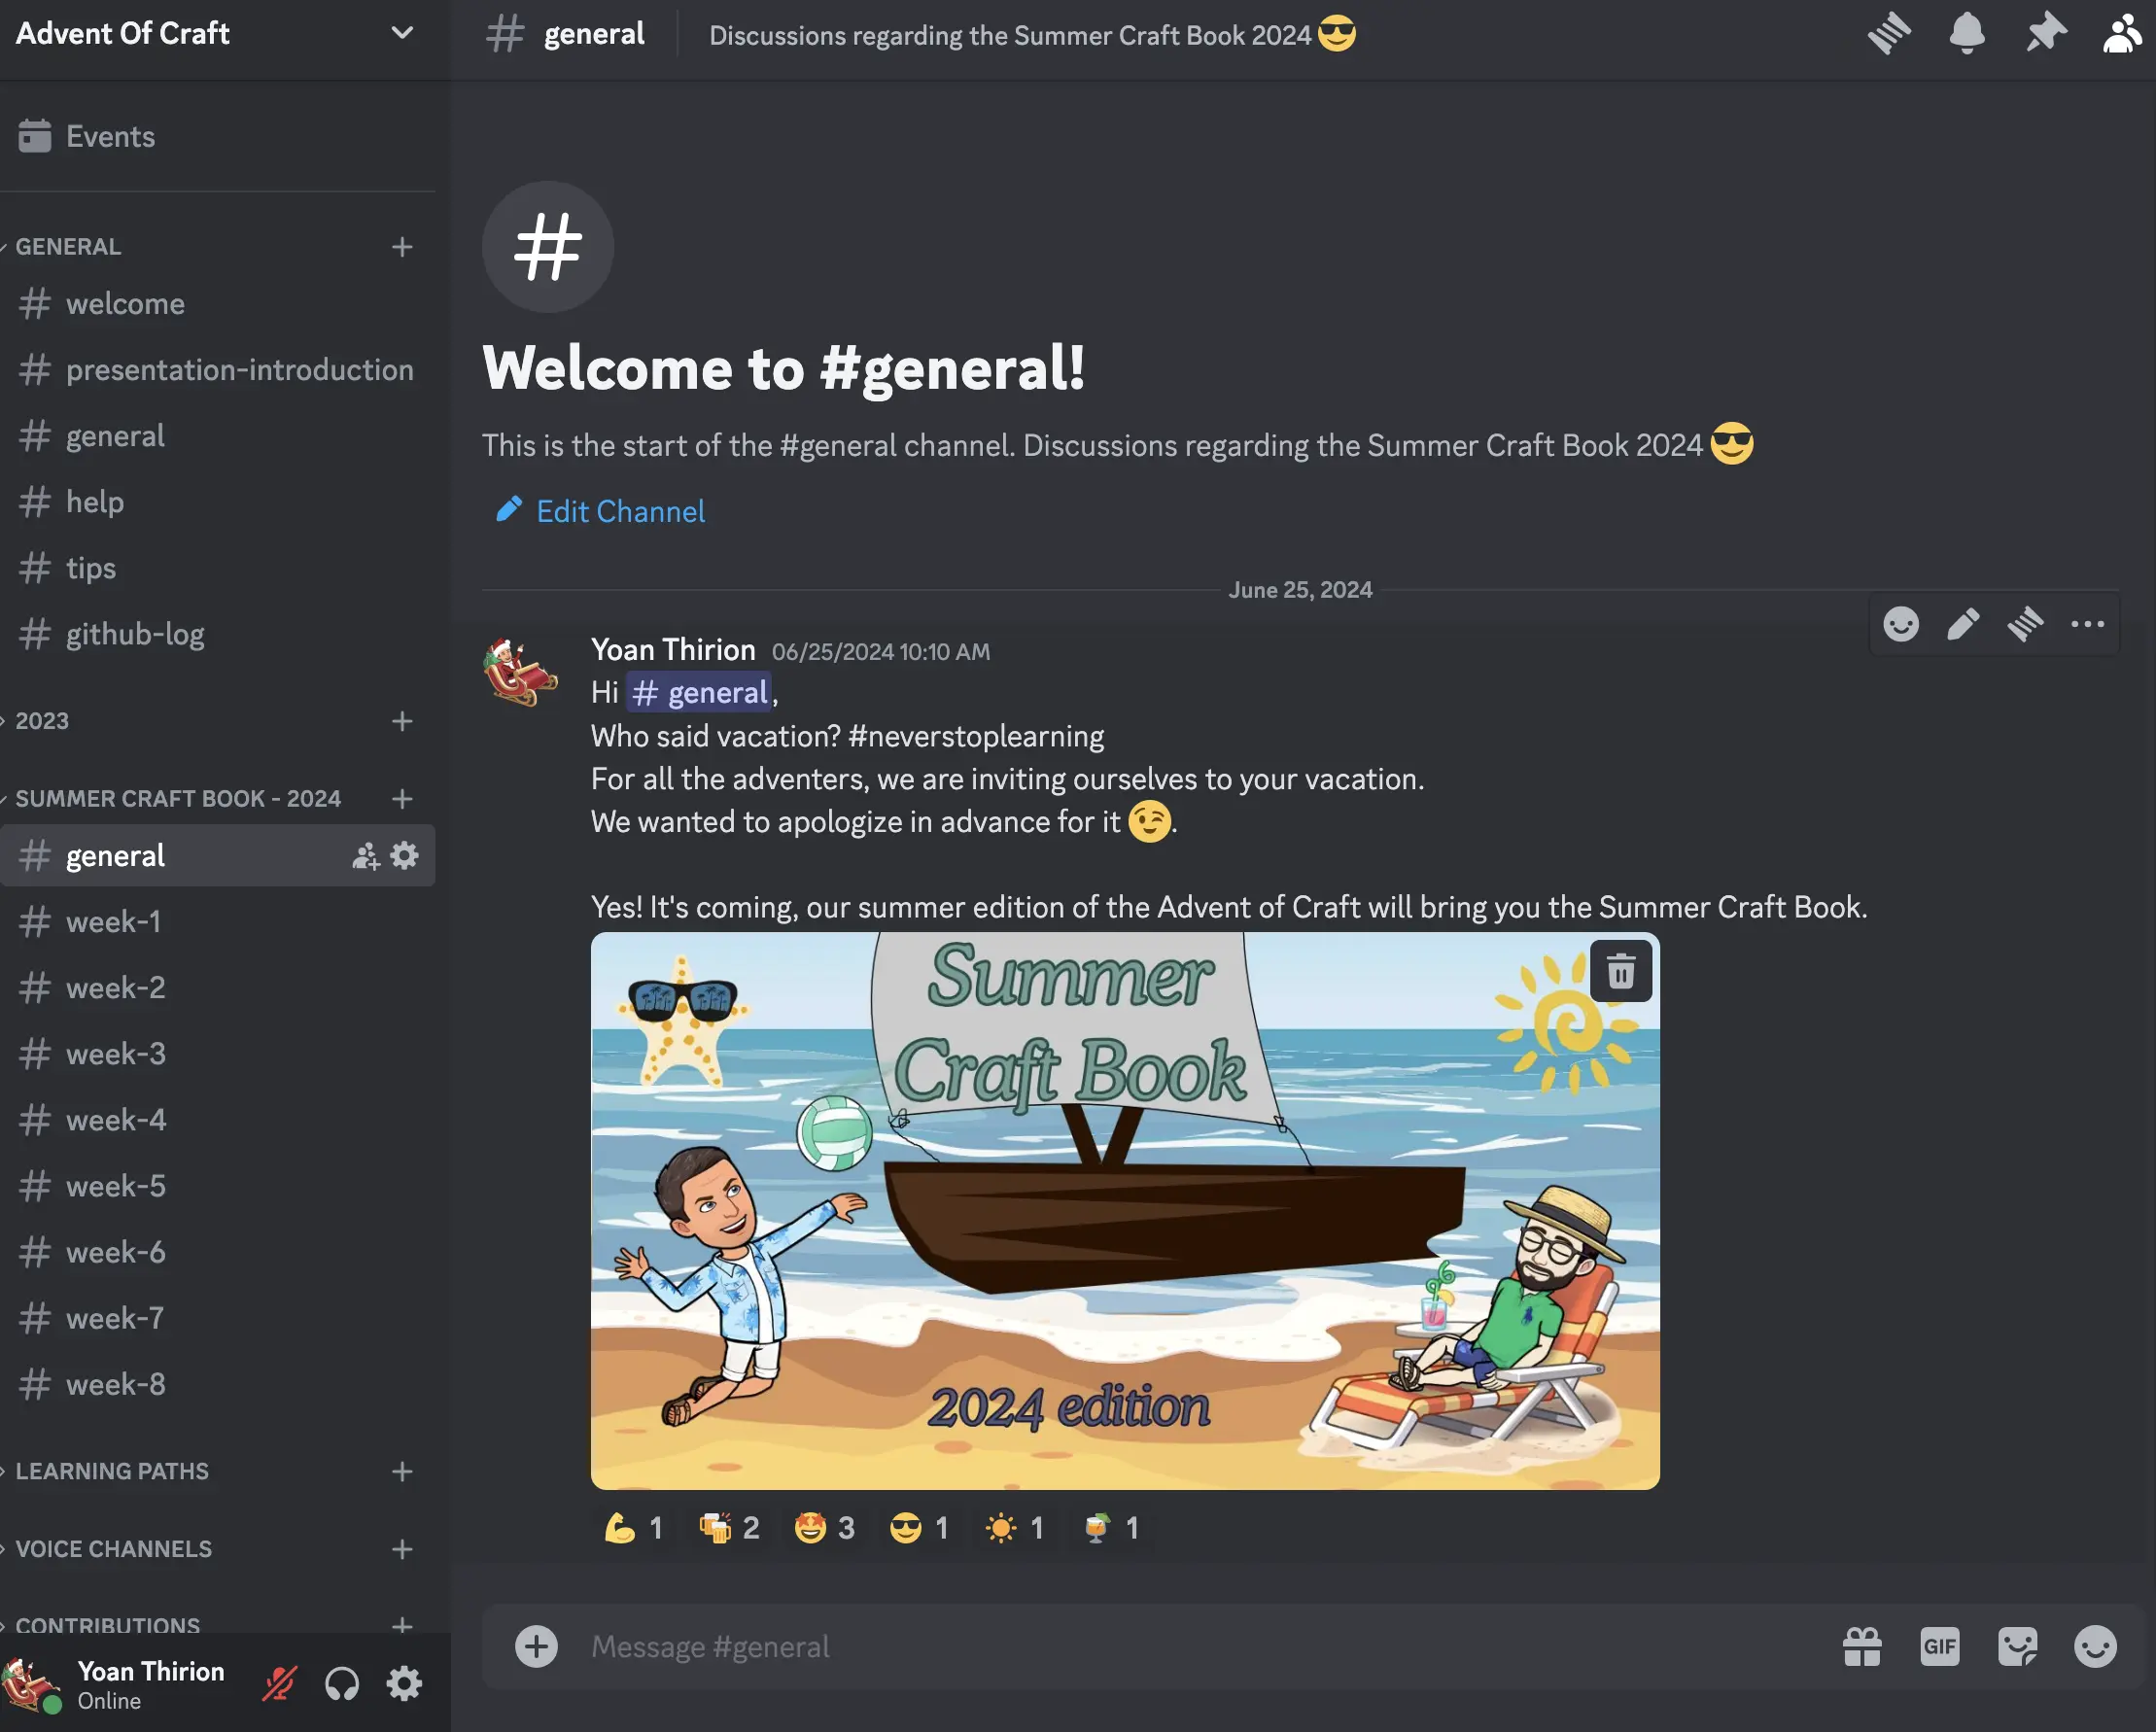 Advent Of Craft
Events
GENERAL
welcome
presentation-introduction
general
help
tips
github-log
2023
SUMMER CRAFT BOOK - 2024
general
week-1
week-2
week-3
week-4
week-5
week-6
week-7
week-8
LEARNING PATHS
VOICE CHANNELS
CONTRIBUTIONS
Yoan Thirion
Online
# general
Discussions regarding the Summer Craft Book 2024 😎
#
Welcome to #general!
This is the start of the #general channel. Discussions regarding the Summer Craft Book 2024 😎
Edit Channel
June 25, 2024
Yoan Thirion 06/25/2024 10:10 AM
Hi # general,
Who said vacation? #neverstoplearning
For all the adventers, we are inviting ourselves to your vacation.
We wanted to apologize in advance for it 😉.
Yes! It's coming, our summer edition of the Advent of Craft will bring you the Summer Craft Book.
Summer
Craft Book
2024 edition
💪 1 🍻 2 🤩 3 😎 1 ☀️ 1 🍹 1
Message #general
GIF